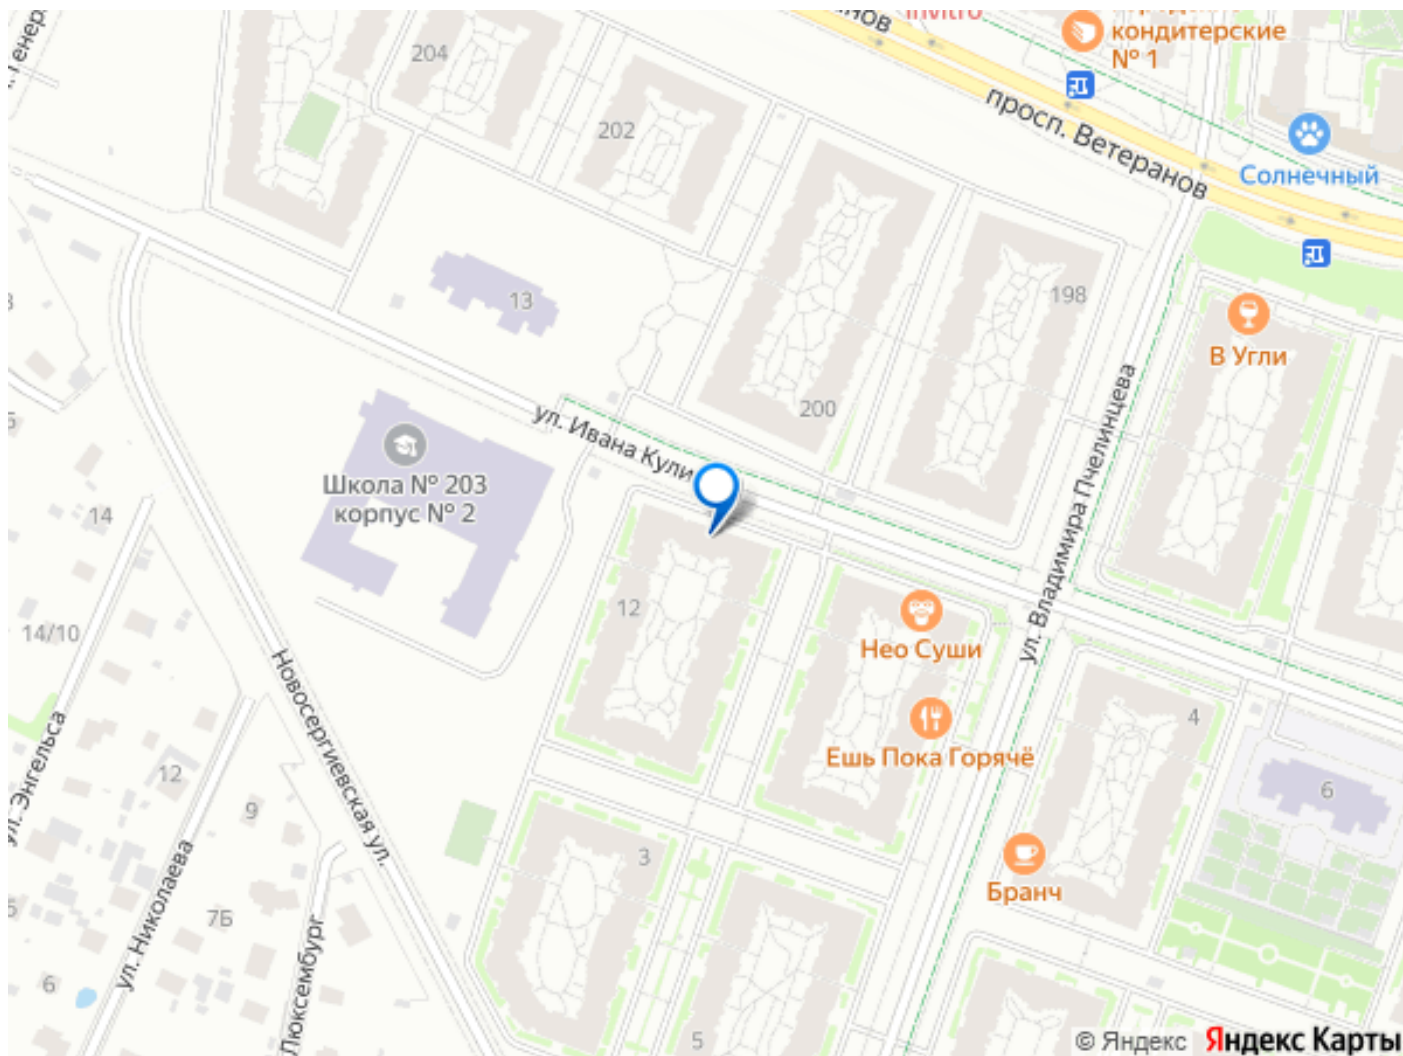 204
202
invitro
кондитерские
№ 1
просп. Ветеранов
Солнечный
198
13
В Угли
200
ул. Ивана Кули
ул. Владимира Пчелинцева
Школа № 203
корпус № 2
14
12
14/10
Нео Суши
Новосергиевская ул.
Ешь Пока Горячё
4
ул. Энгельса
12
9
6
3
Бранч
ул. Николаева
7Б
6
Люксембург
5
© Яндекс Яндекс Карты